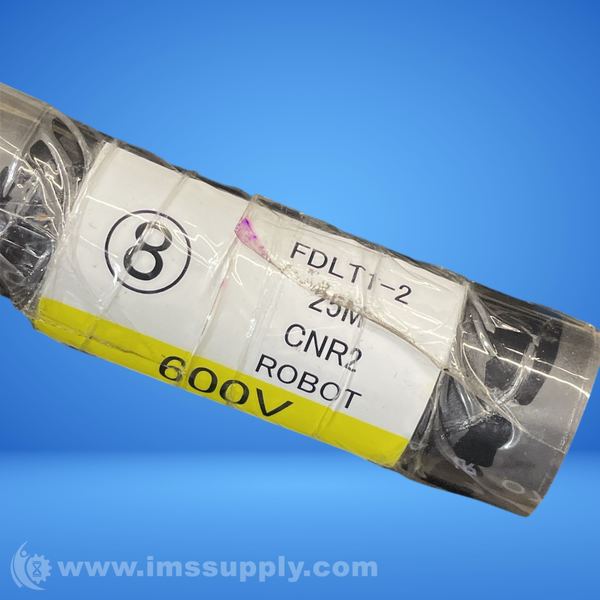 8
FDLT1-2
25M
CNR2
ROBOT
600V
www.imssupply.com